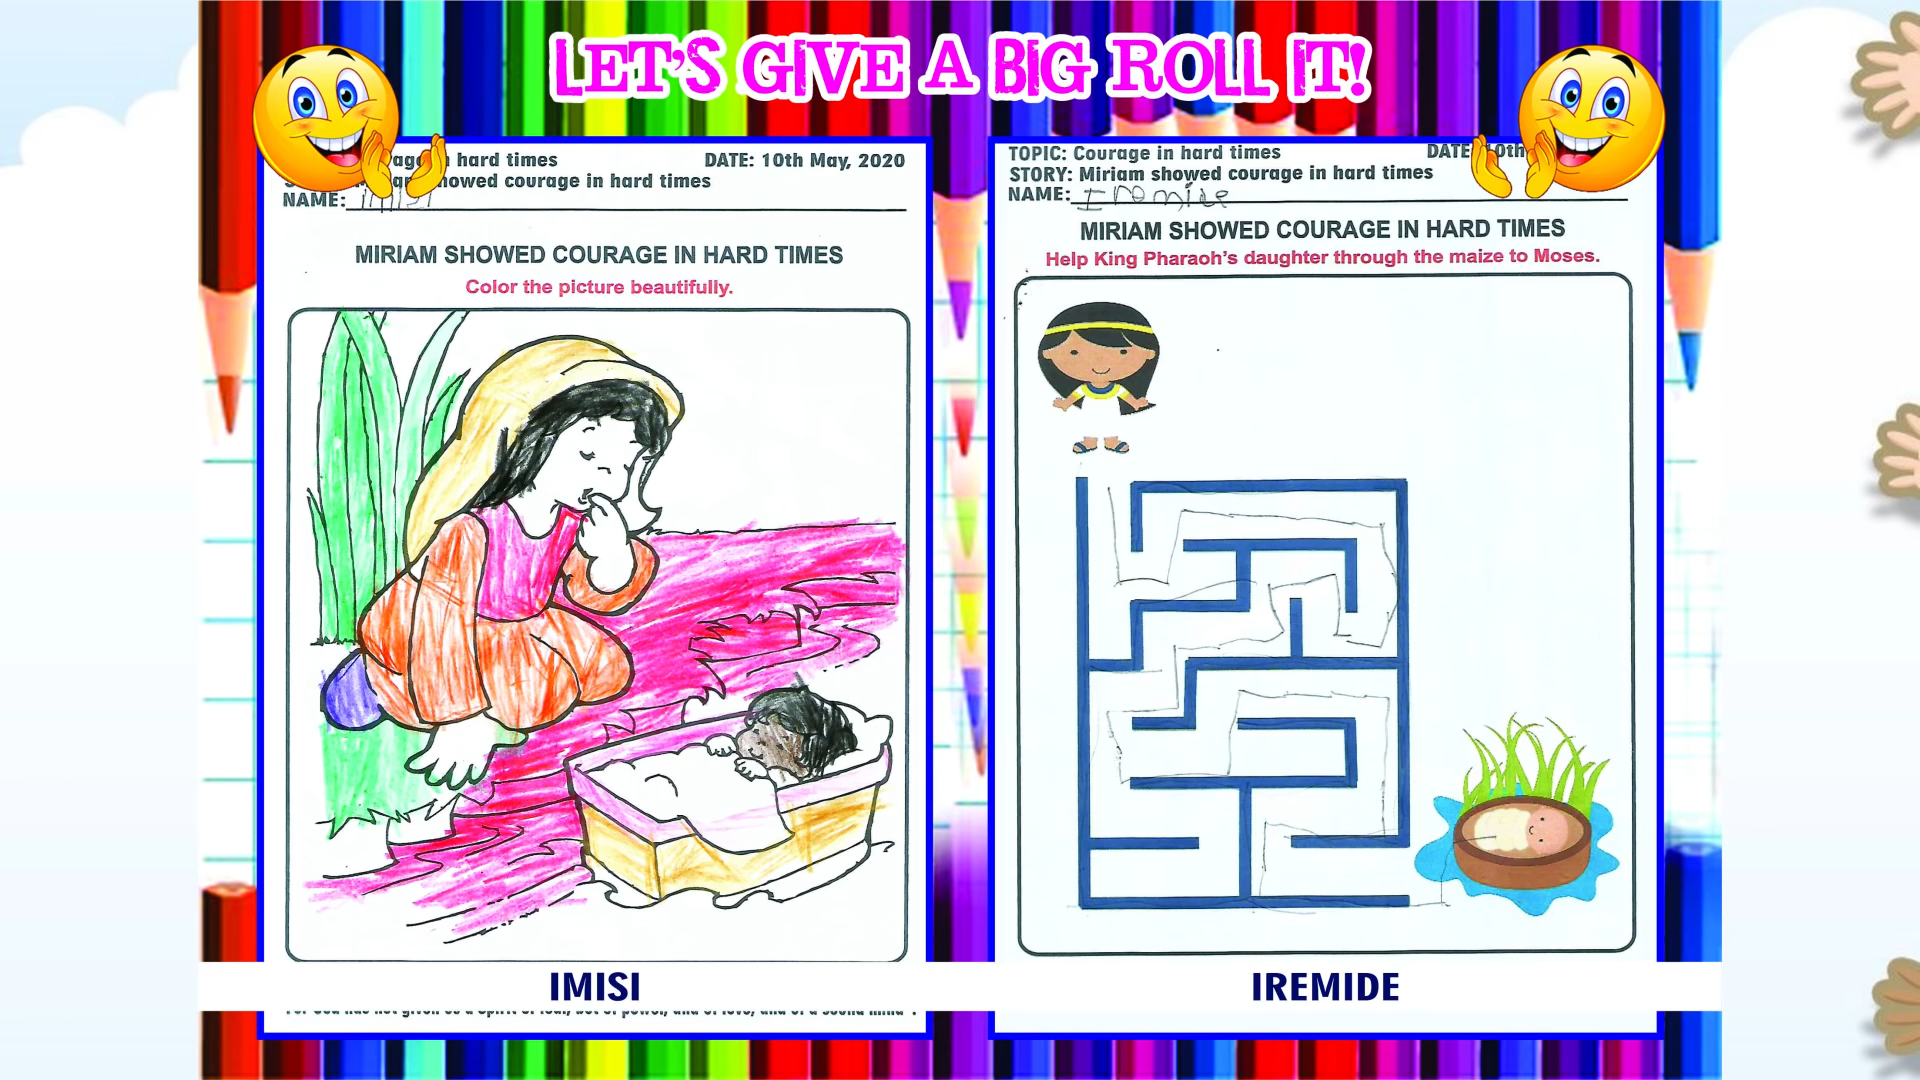 LET'S GIVE A BIG ROLL IT!
hard times DATE: 10th May, 2020
showed courage in hard times
NAME: Imisi
MIRIAM SHOWED COURAGE IN HARD TIMES
Color the picture beautifully.
IMISI
TOPIC: Courage in hard times DATE
STORY: Miriam showed courage in hard times
NAME: Iremide
MIRIAM SHOWED COURAGE IN HARD TIMES
Help King Pharaoh's daughter through the maize to Moses.
IREMIDE